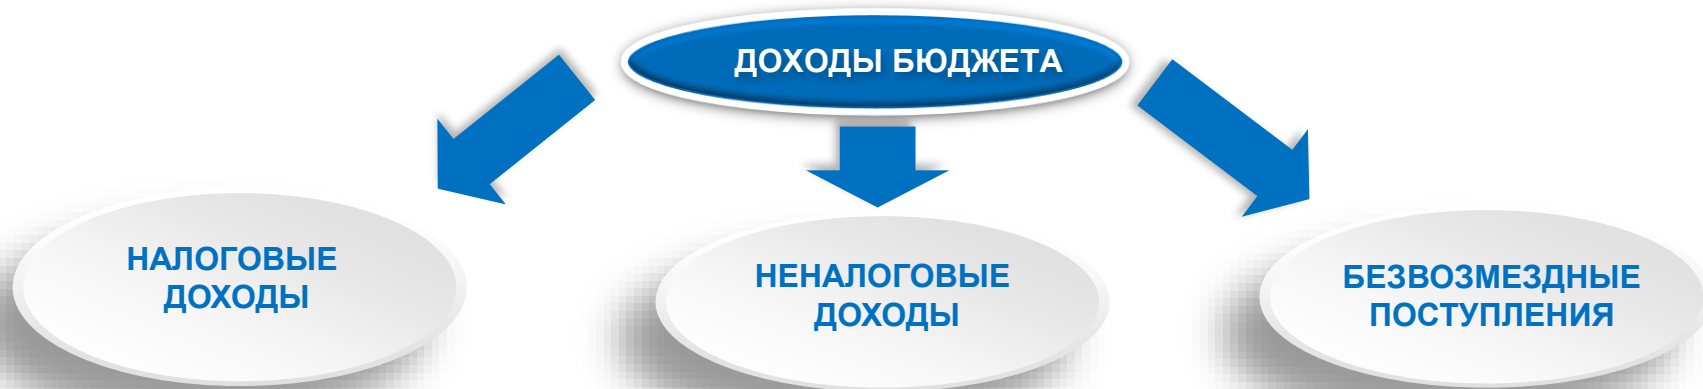 ДОХОДЫ БЮДЖЕТА
НАЛОГОВЫЕ
ДОХОДЫ
НЕНАЛОГОВЫЕ
ДОХОДЫ
БЕЗВОЗМЕЗДНЫЕ
ПОСТУПЛЕНИЯ